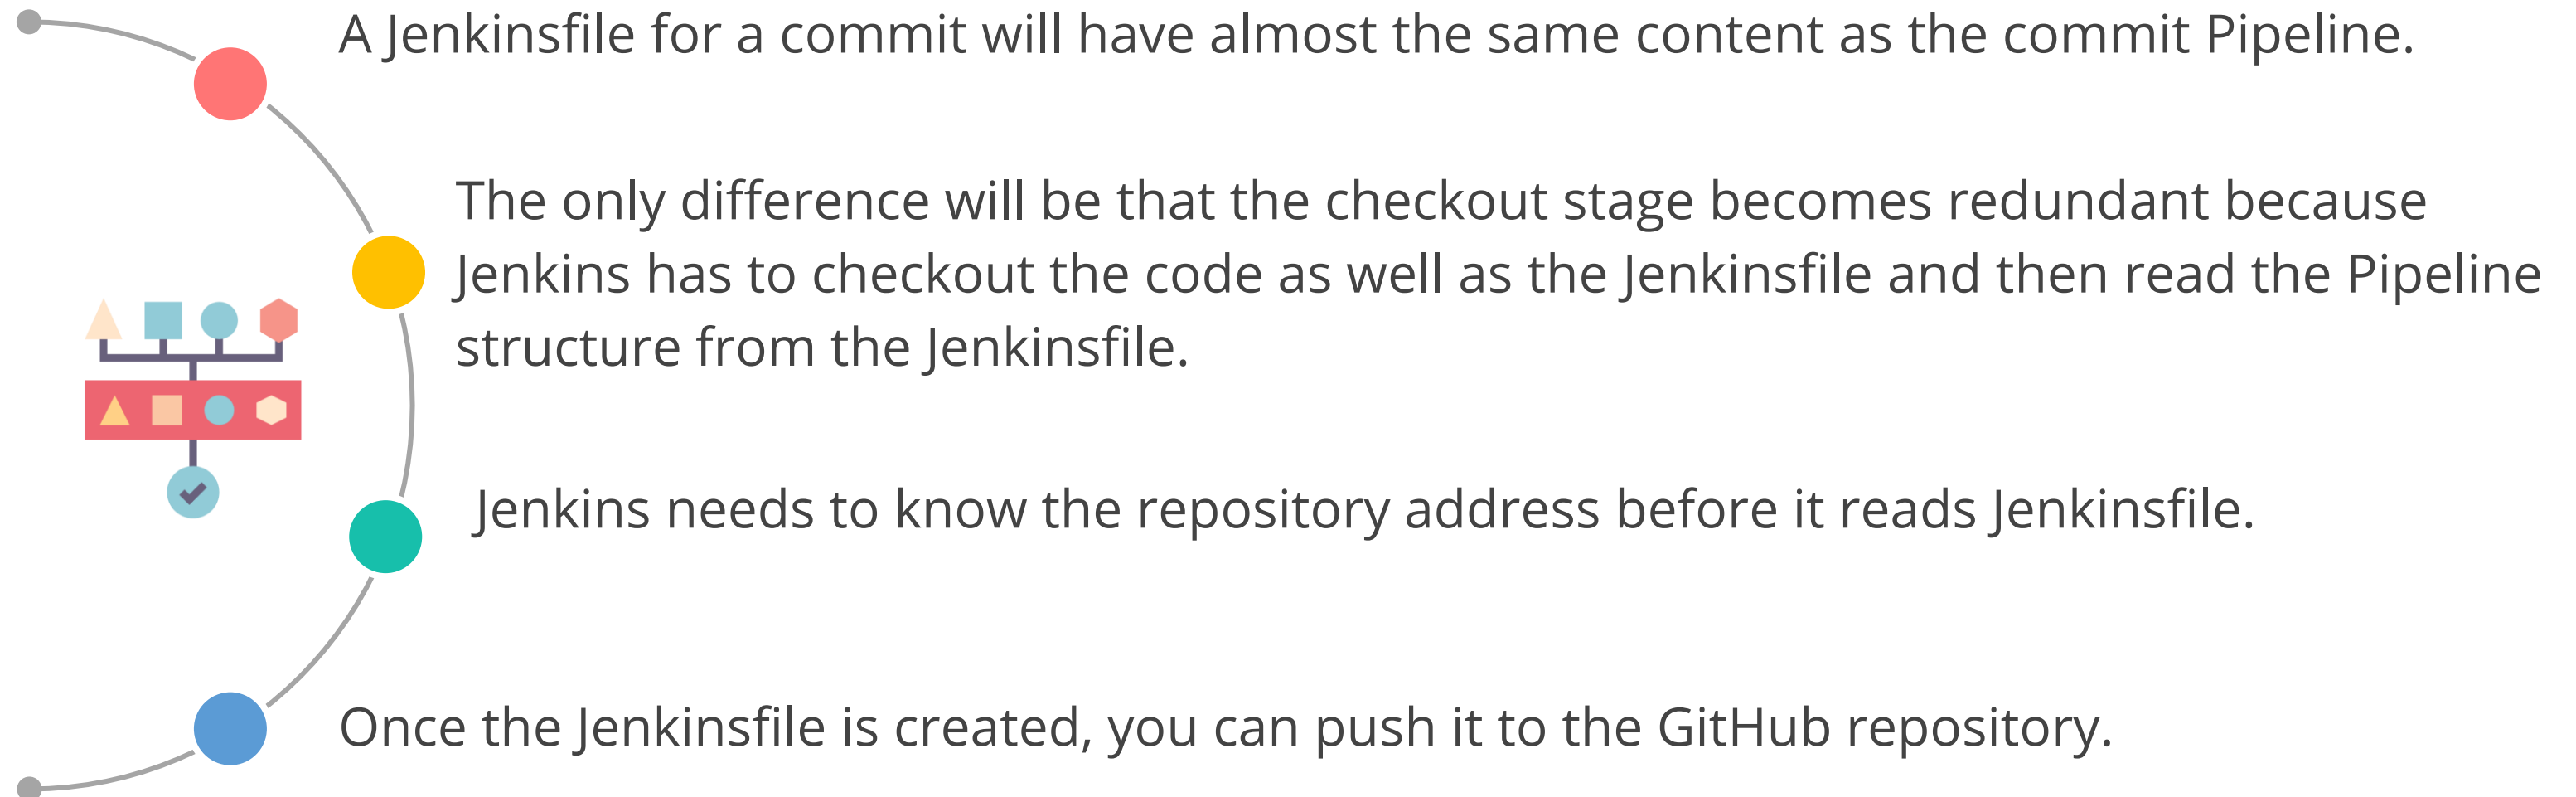 A Jenkinsfile for a commit will have almost the same content as the commit Pipeline.
The only difference will be that the checkout stage becomes redundant because
Jenkins has to checkout the code as well as the Jenkinsfile and then read the Pipeline
structure from the Jenkinsfile.
Jenkins needs to know the repository address before it reads Jenkinsfile.
Once the Jenkinsfile is created, you can push it to the GitHub repository.